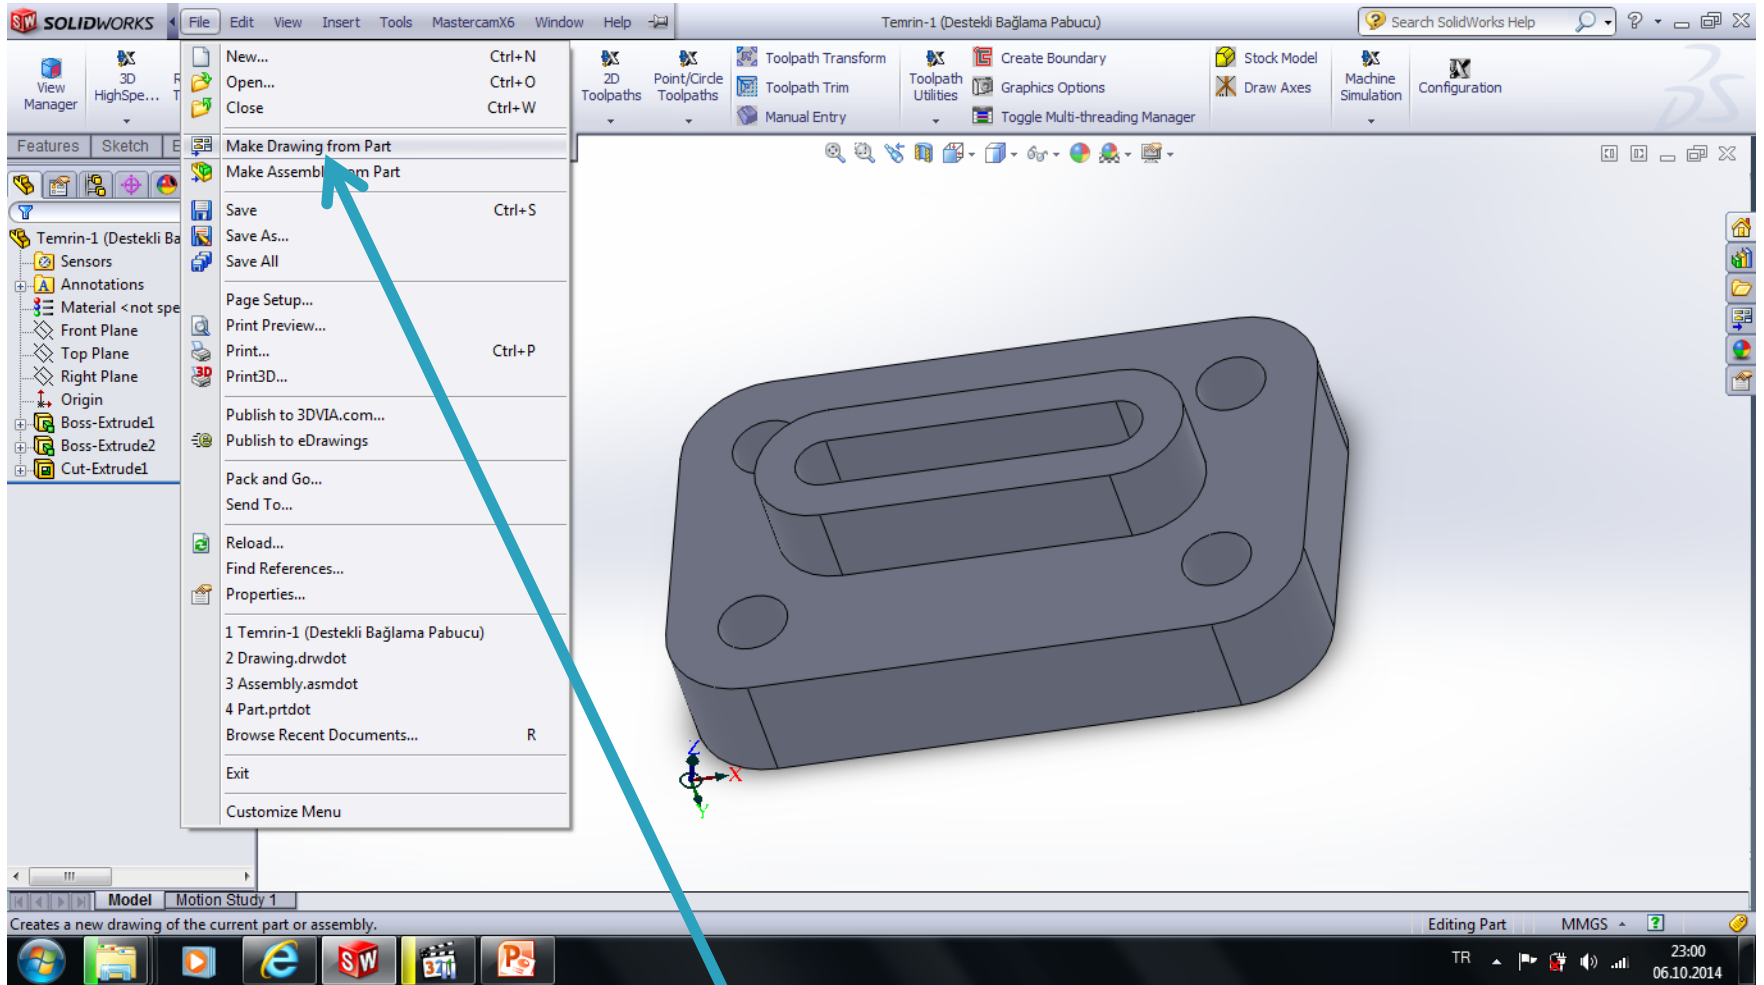 SOLIDWORKS File Edit View Insert Tools MastercamX6 Window Help Temrin-1 (Destekli Bağlama Pabucu) Search SolidWorks Help ?
View Manager
3D HighSpe...
2D Toolpaths
Point/Circle Toolpaths
Toolpath Transform
Toolpath Trim
Manual Entry
Toolpath Utilities
Create Boundary
Graphics Options
Toggle Multi-threading Manager
Stock Model
Draw Axes
Machine Simulation
Configuration
Features Sketch
New... Ctrl+N
Open... Ctrl+O
Close Ctrl+W
Make Drawing from Part
Make Assembly from Part
Save Ctrl+S
Save As...
Save All
Page Setup...
Print Preview...
Print... Ctrl+P
Print3D...
Publish to 3DVIA.com...
Publish to eDrawings
Pack and Go...
Send To...
Reload...
Find References...
Properties...
1 Temrin-1 (Destekli Bağlama Pabucu)
2 Drawing.drwdot
3 Assembly.asmdot
4 Part.prtdot
Browse Recent Documents... R
Exit
Customize Menu
Temrin-1 (Destekli Ba
Sensors
Annotations
Material <not spe
Front Plane
Top Plane
Right Plane
Origin
Boss-Extrude1
Boss-Extrude2
Cut-Extrude1
Z
X
Y
Model Motion Study 1
Creates a new drawing of the current part or assembly. Editing Part MMGS ?
TR 23:00
06.10.2014